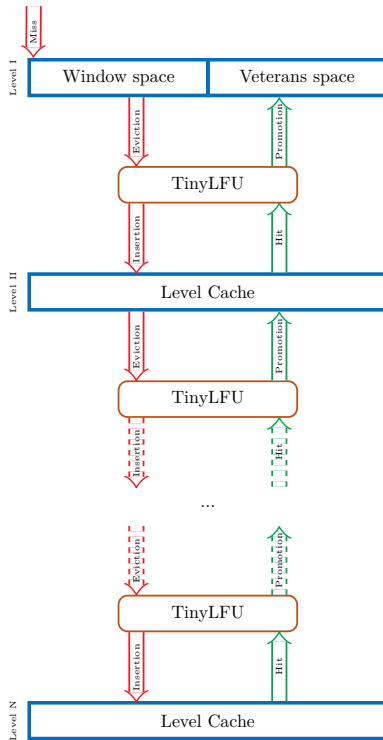 Miss
Level I
Window space
Veterans space
Eviction
Promotion
TinyLFU
Insertion
Hit
Level II
Level Cache
Eviction
Promotion
TinyLFU
Insertion
Hit
...
Eviction
Promotion
TinyLFU
Insertion
Hit
Level N
Level Cache